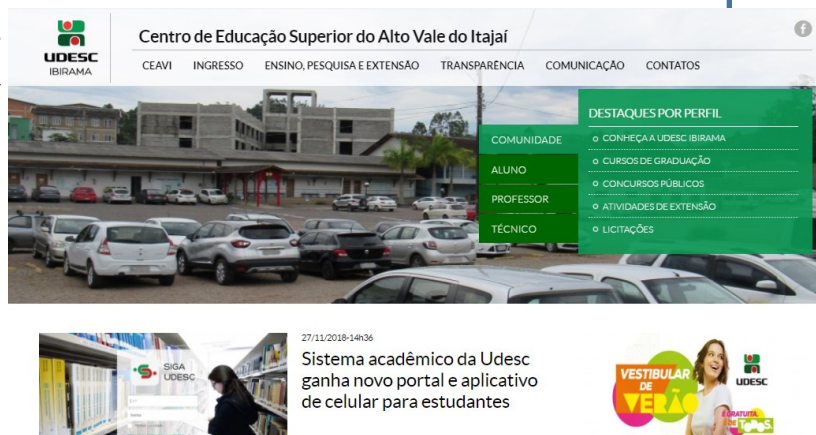 UDESC
IBIRAMA
Centro de Educação Superior do Alto Vale do Itajaí
CEAVI INGRESSO ENSINO, PESQUISA E EXTENSÃO TRANSPARÊNCIA COMUNICAÇÃO CONTATOS
f
DESTAQUES POR PERFIL
COMUNIDADE
ALUNO
PROFESSOR
TÉCNICO
CONHEÇA A UDESC IBIRAMA
CURSOS DE GRADUAÇÃO
CONCURSOS PÚBLICOS
ATIVIDADES DE EXTENSÃO
LICITAÇÕES
SIGA
UDESC
27/11/2018-14h36
Sistema acadêmico da Udesc
ganha novo portal e aplicativo
de celular para estudantes
VESTIBULAR
DE
VERÃO
UDESC
É GRATUITA.
É DE TODOS.